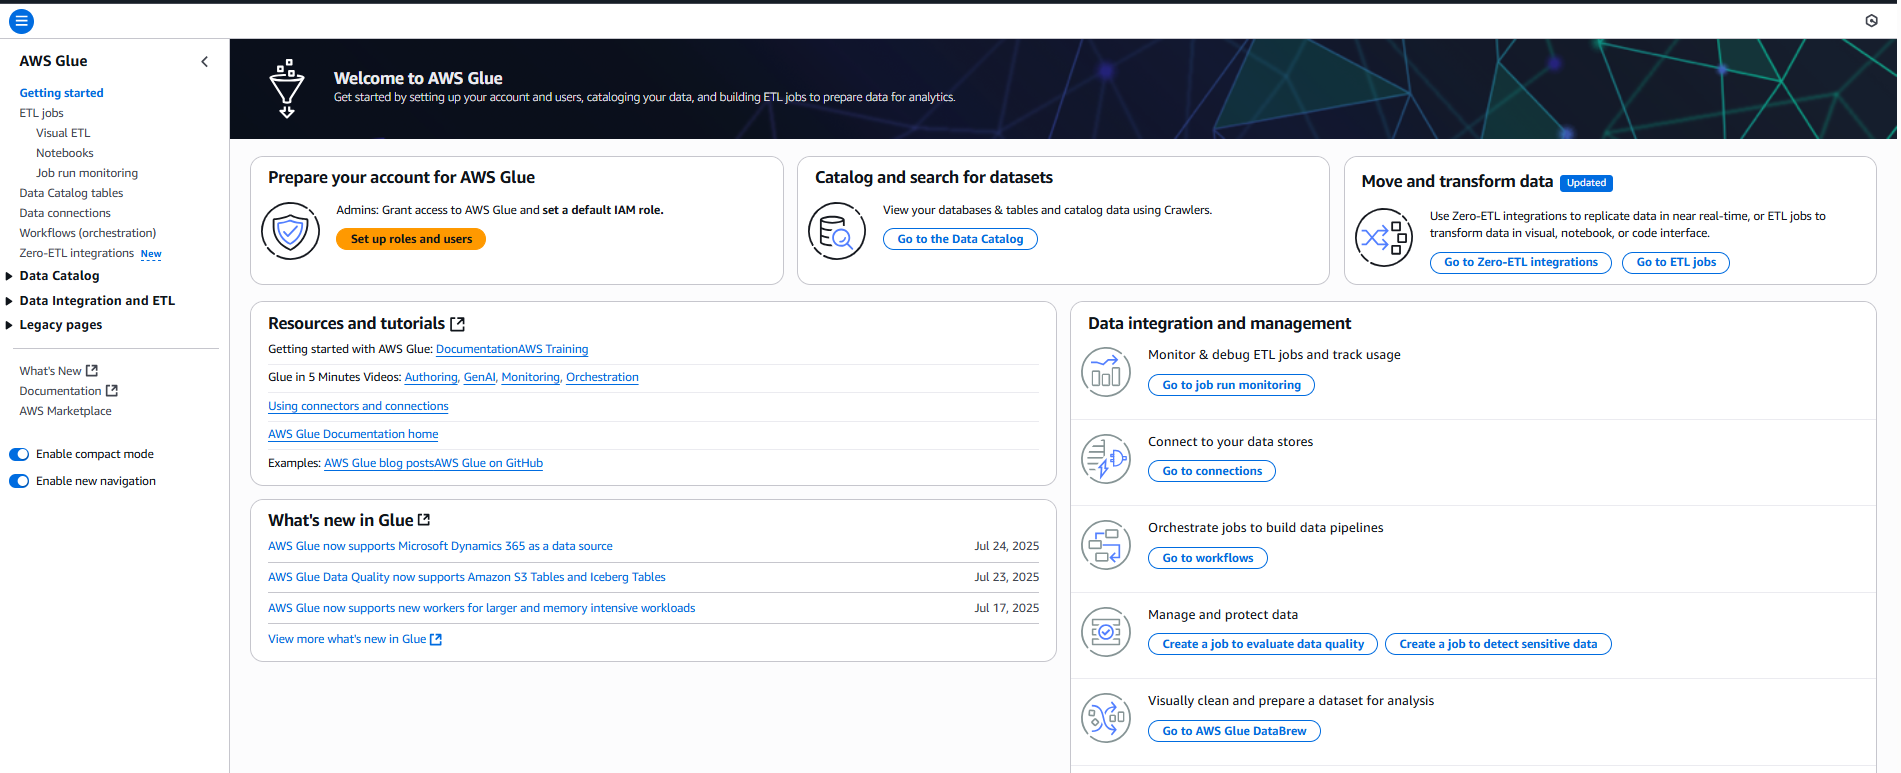 AWS Glue
Getting started
ETL jobs
Visual ETL
Notebooks
Job run monitoring
Data Catalog tables
Data connections
Workflows (orchestration)
Zero-ETL integrations New
Data Catalog
Data Integration and ETL
Legacy pages
What's New
Documentation
AWS Marketplace
Enable compact mode
Enable new navigation
Welcome to AWS Glue
Get started by setting up your account and users, cataloging your data, and building ETL jobs to prepare data for analytics.
Prepare your account for AWS Glue
Admins: Grant access to AWS Glue and set a default IAM role.
Set up roles and users
Catalog and search for datasets
View your databases & tables and catalog data using Crawlers.
Go to the Data Catalog
Move and transform data Updated
Use Zero-ETL integrations to replicate data in near real-time, or ETL jobs to
transform data in visual, notebook, or code interface.
Go to Zero-ETL integrations Go to ETL jobs
Resources and tutorials
Getting started with AWS Glue: DocumentationAWS Training
Glue in 5 Minutes Videos: Authoring, GenAI, Monitoring, Orchestration
Using connectors and connections
AWS Glue Documentation home
Examples: AWS Glue blog postsAWS Glue on GitHub
What's new in Glue
AWS Glue now supports Microsoft Dynamics 365 as a data source Jul 24, 2025
AWS Glue Data Quality now supports Amazon S3 Tables and Iceberg Tables Jul 23, 2025
AWS Glue now supports new workers for larger and memory intensive workloads Jul 17, 2025
View more what's new in Glue
Data integration and management
Monitor & debug ETL jobs and track usage
Go to job run monitoring
Connect to your data stores
Go to connections
Orchestrate jobs to build data pipelines
Go to workflows
Manage and protect data
Create a job to evaluate data quality Create a job to detect sensitive data
Visually clean and prepare a dataset for analysis
Go to AWS Glue DataBrew